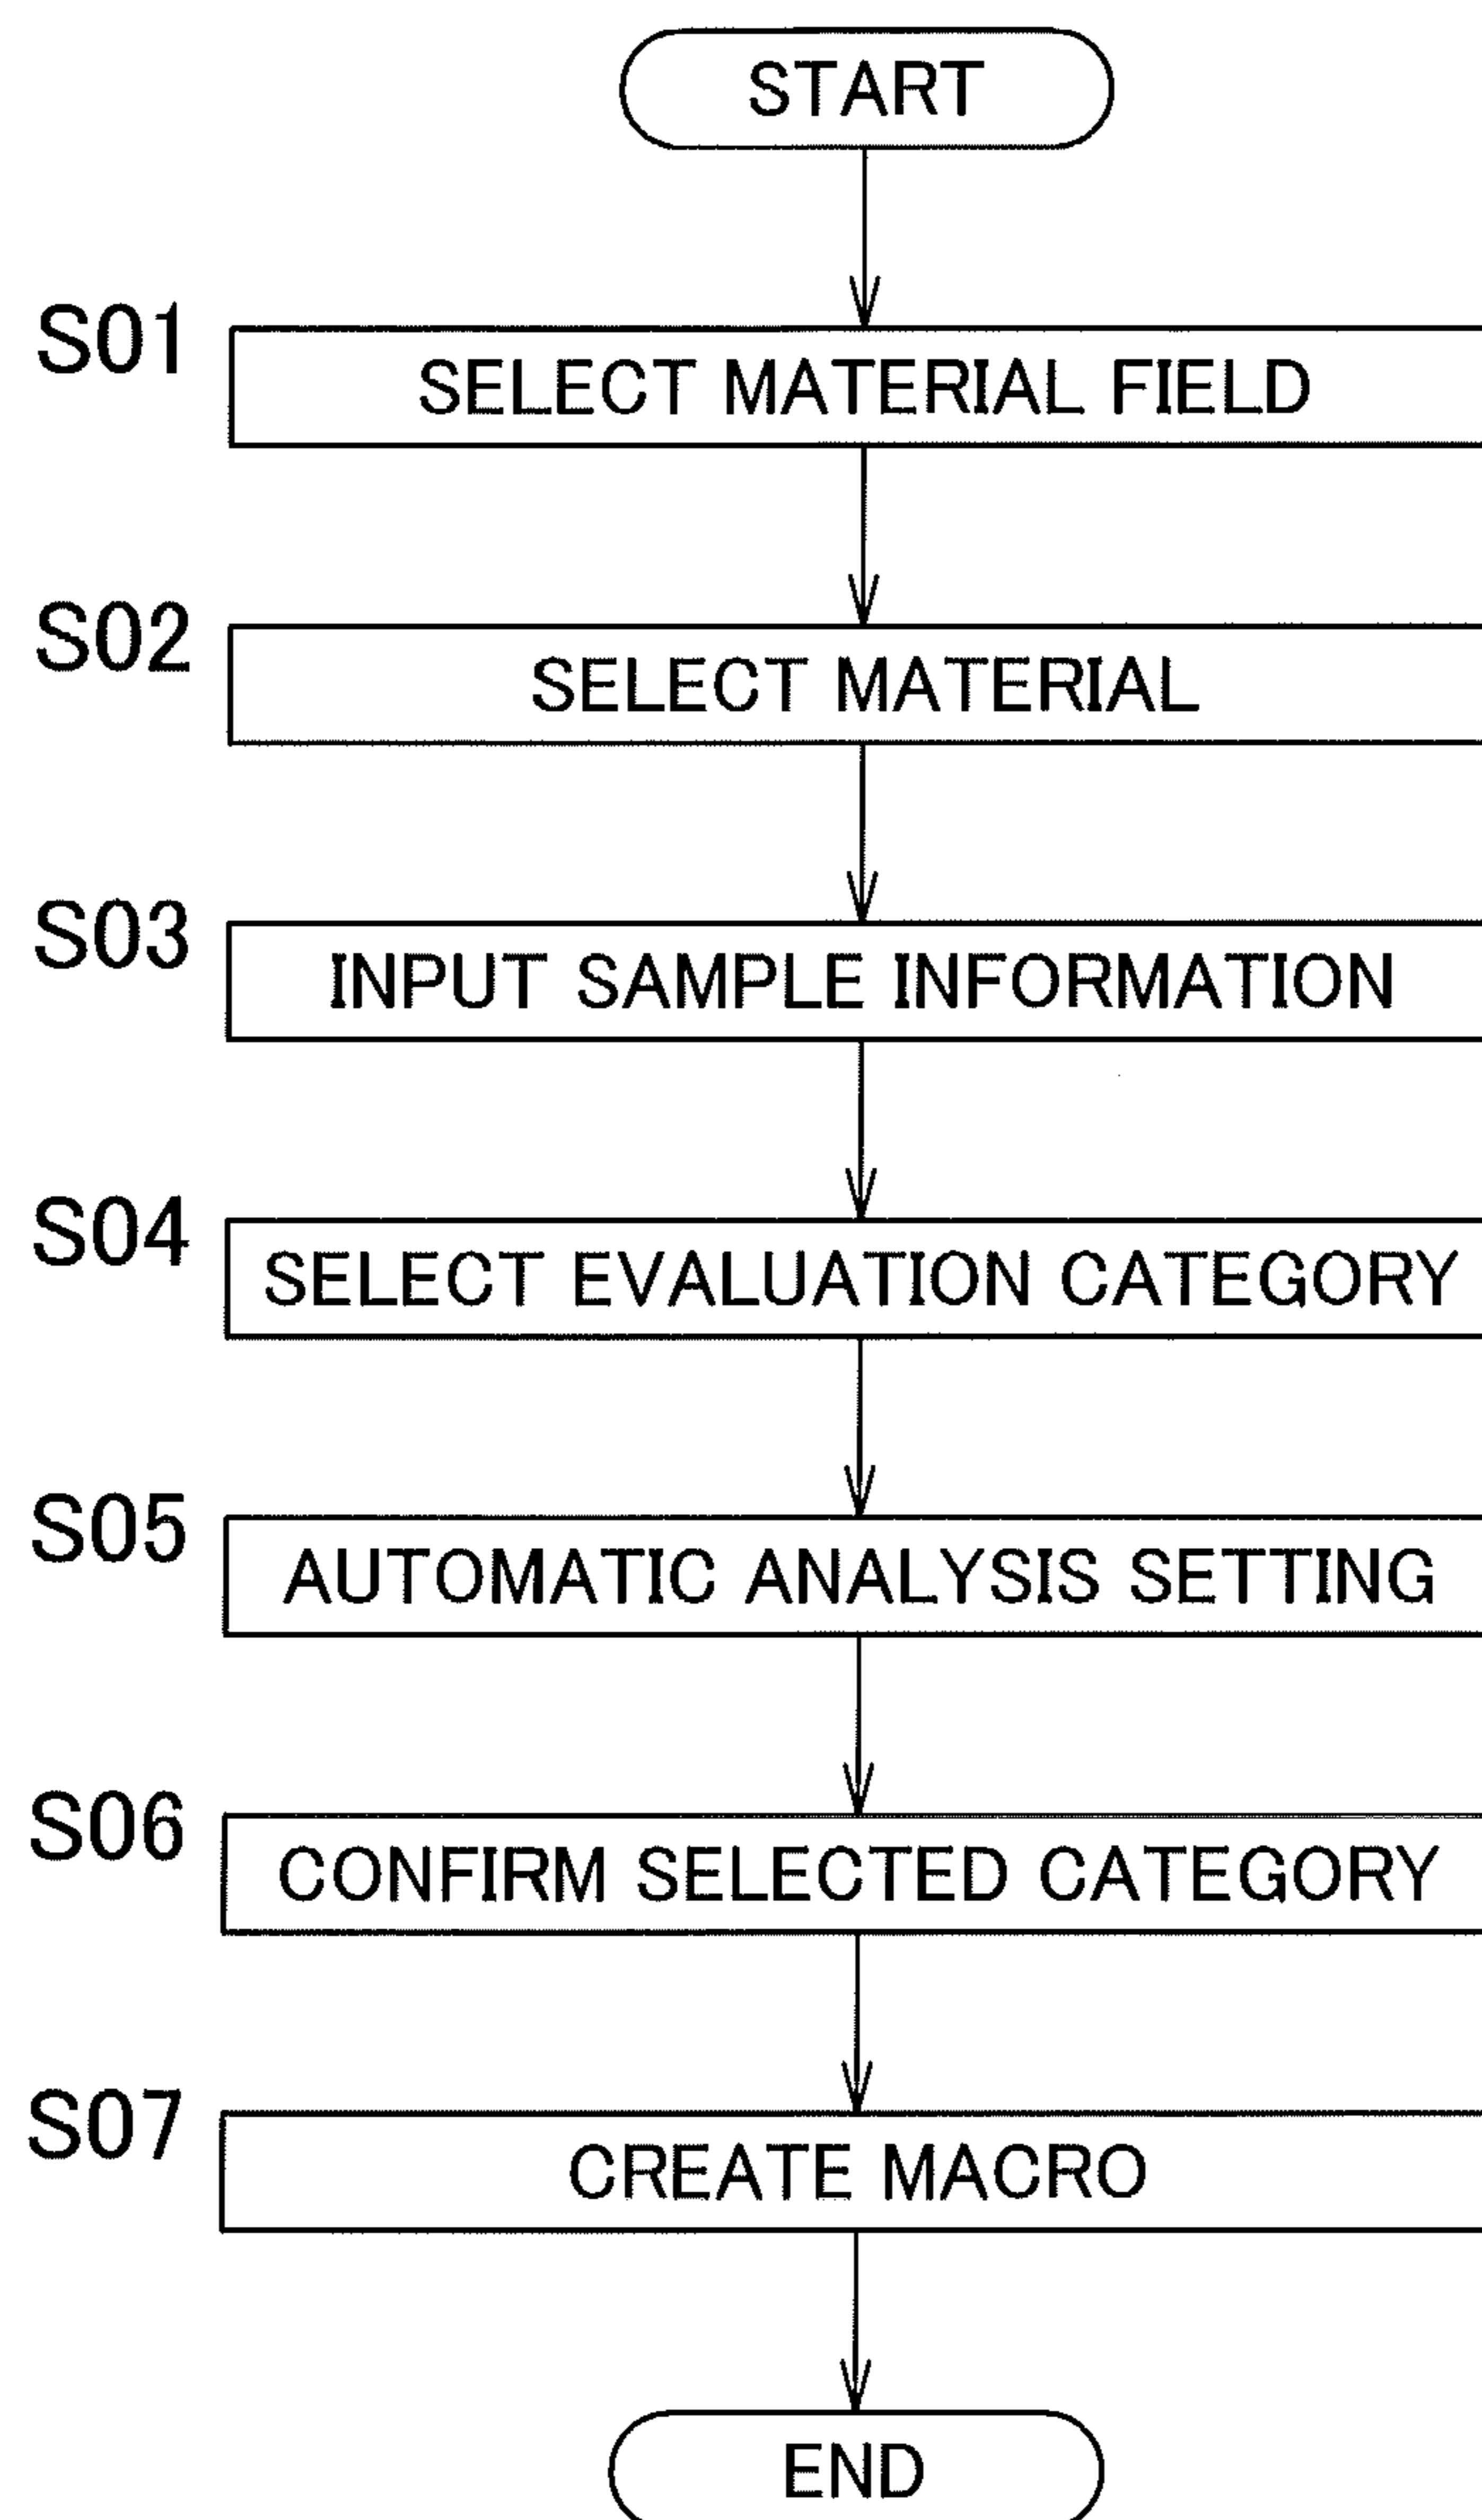 START
S01 SELECT MATERIAL FIELD
S02 SELECT MATERIAL
S03 INPUT SAMPLE INFORMATION
S04 SELECT EVALUATION CATEGORY
S05 AUTOMATIC ANALYSIS SETTING
S06 CONFIRM SELECTED CATEGORY
S07 CREATE MACRO
END